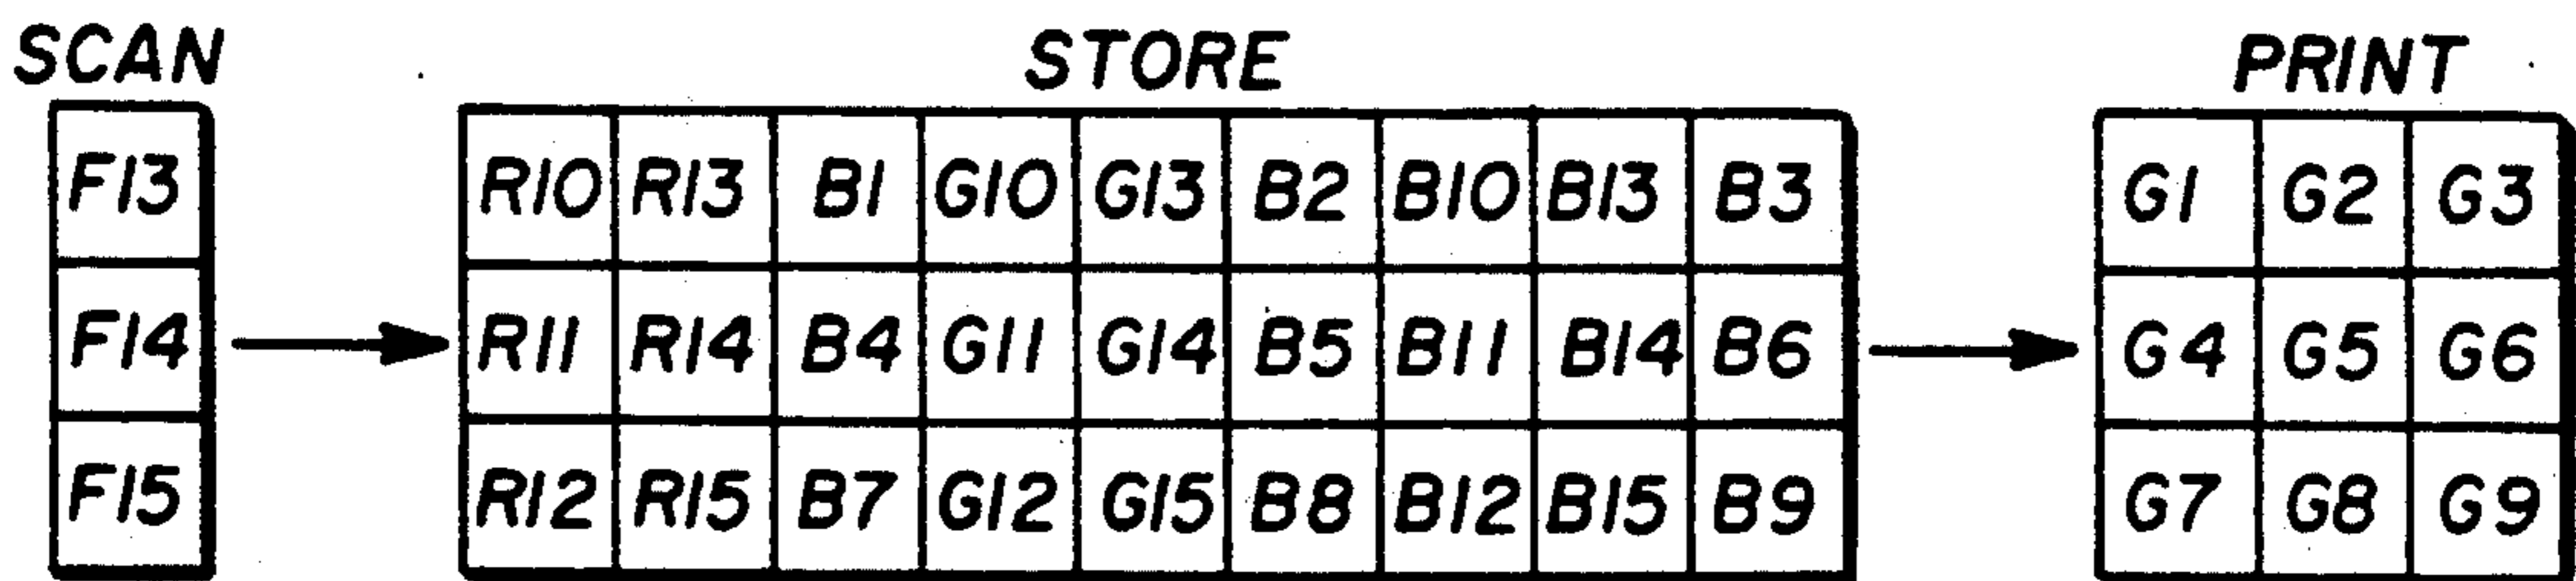 SCAN STORE PRINT
F13 R10 R13 B1 G10 G13 B2 B10 B13 B3 G1 G2 G3
F14 R11 R14 B4 G11 G14 B5 B11 B14 B6 G4 G5 G6
F15 R12 R15 B7 G12 G15 B8 B12 B15 B9 G7 G8 G9